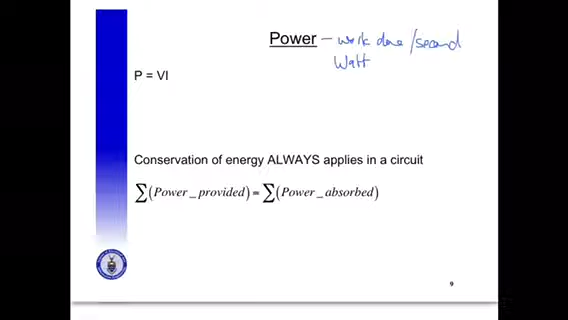 Power - work done / second
Watt
P = VI
Conservation of energy ALWAYS applies in a circuit
∑(Power_provided) = ∑(Power_absorbed)
9